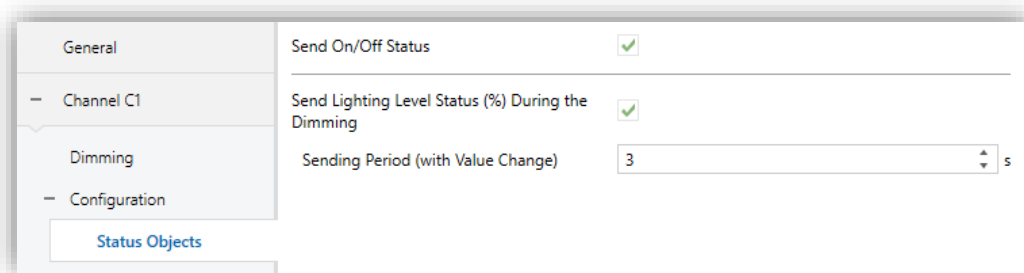 General
Channel C1
Dimming
Configuration
Status Objects
Send On/Off Status
Send Lighting Level Status (%) During the
Dimming
Sending Period (with Value Change)
3
s